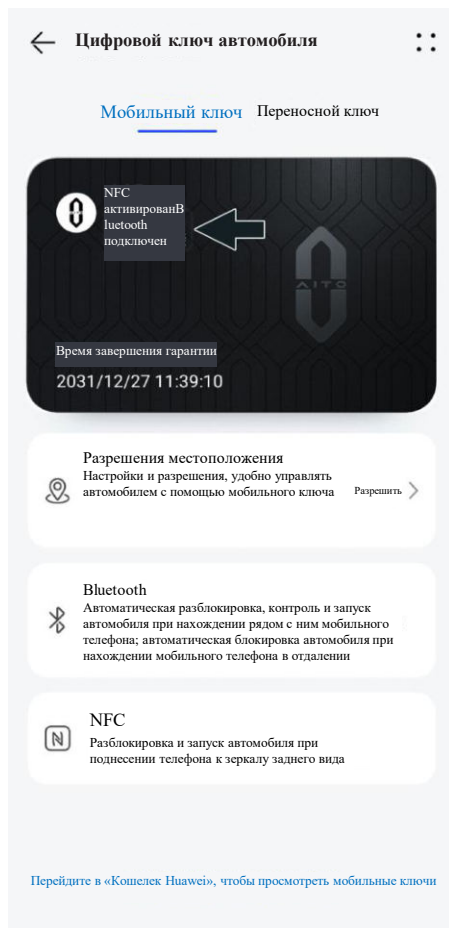 Цифровой ключ автомобиля
Мобильный ключ Переносной ключ
NFC
активированB
luetooth
подключен
AITO
Время завершения гарантии
2031/12/27 11:39:10
Разрешения местоположения
Настройки и разрешения, удобно управлять
автомобилем с помощью мобильного ключа Разрешить
Bluetooth
Автоматическая разблокировка, контроль и запуск
автомобиля при нахождении рядом с ним мобильного
телефона; автоматическая блокировка автомобиля при
нахождении мобильного телефона в отдалении
NFC
Разблокировка и запуск автомобиля при
поднесении телефона к зеркалу заднего вида
Перейдите в «Кошелек Huawei», чтобы просмотреть мобильные ключи